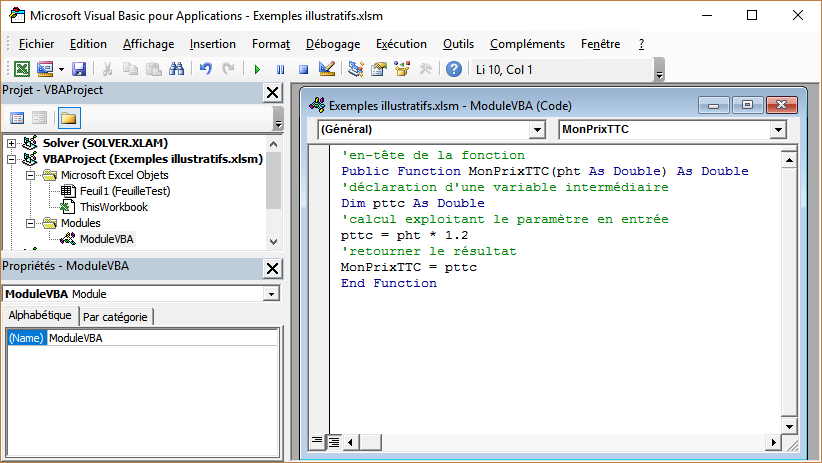 Microsoft Visual Basic pour Applications - Exemples illustratifs.xlsm
Fichier Edition Affichage Insertion Format Débogage Exécution Outils Compléments Fenêtre ?
Li 10, Col 1
Projet - VBAProject
Solver (SOLVER.XLAM)
VBAProject (Exemples illustratifs.xlsm)
Microsoft Excel Objets
Feuil1 (FeuilleTest)
ThisWorkbook
Modules
ModuleVBA
Propriétés - ModuleVBA
ModuleVBA Module
Alphabétique Par catégorie
(Name) ModuleVBA
Exemples illustratifs.xlsm - ModuleVBA (Code)
(Général) MonPrixTTC
'en-tête de la fonction
Public Function MonPrixTTC(pht As Double) As Double
'déclaration d'une variable intermédiaire
Dim pttc As Double
'calcul exploitant le paramètre en entrée
pttc = pht * 1.2
'retourner le résultat
MonPrixTTC = pttc
End Function